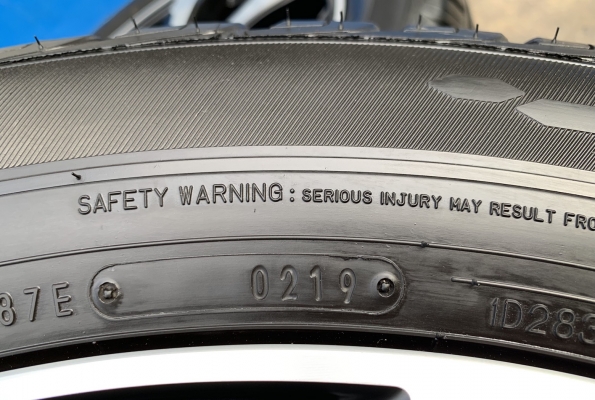 SAFETY WARNING: SERIOUS INJURY MAY RESULT FRO
87E 0219 1D283